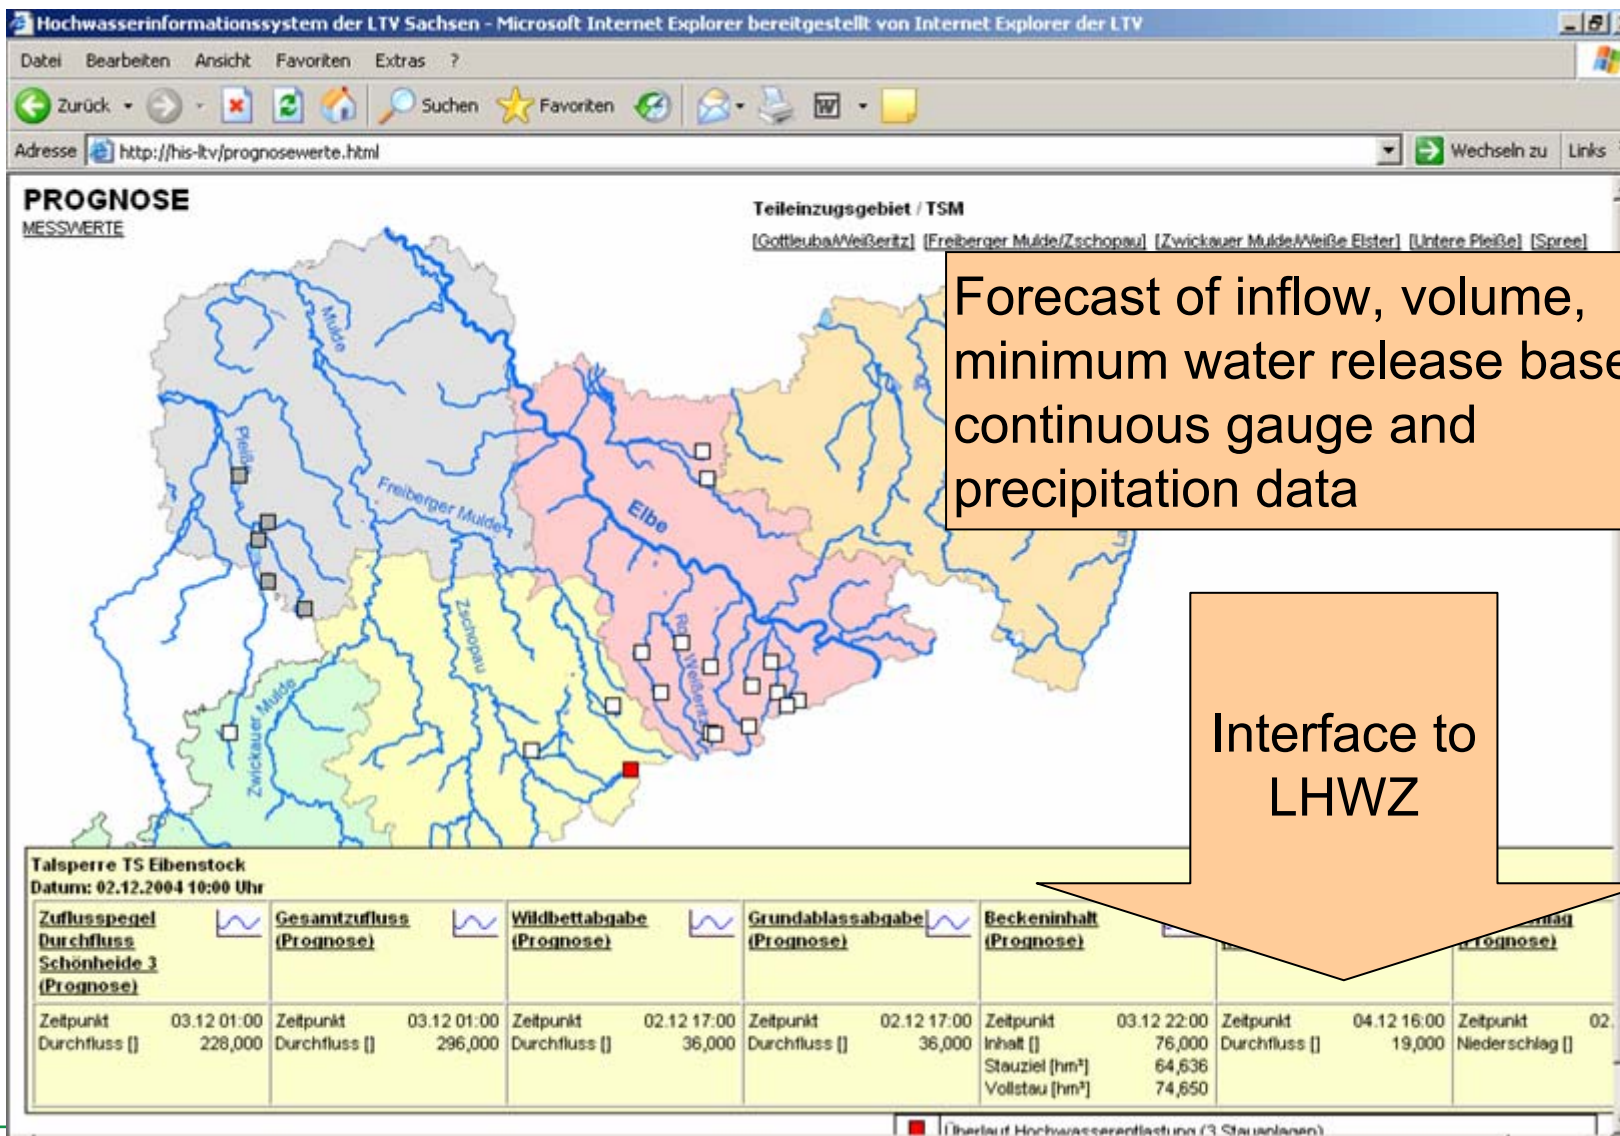 Hochwasserinformationssystem der LTV Sachsen - Microsoft Internet Explorer bereitgestellt von Internet Explorer der LTV
Datei Bearbeiten Ansicht Favoriten Extras ?
Zurück Suchen Favoriten
Adresse http://his-ltv/prognosewerte.html Wechseln zu Links
PROGNOSE
MESSWERTE
Teileinzugsgebiet / TSM
[Gottleuba/Weißeritz] [Freiberger Mulde/Zschopau] [Zwickauer Mulde/Weiße Elster] [Untere Pleiße] [Spree]
Forecast of inflow, volume,
minimum water release base
continuous gauge and
precipitation data
Mulde
Pleiße
Freiberger Mulde
Elbe
Zschopau
Ro Weißeritz
Zwickauer Mulde
Interface to
LHWZ
Talsperre TS Eibenstock
Datum: 02.12.2004 10:00 Uhr
Zuflusspegel
Durchfluss
Schönheide 3
(Prognose)
Zeitpunkt 03.12 01:00
Durchfluss [] 228,000
Gesamtzufluss
(Prognose)
Zeitpunkt 03.12 01:00
Durchfluss [] 296,000
Wildbettabgabe
(Prognose)
Zeitpunkt 02.12 17:00
Durchfluss [] 36,000
Grundablassabgabe
(Prognose)
Zeitpunkt 02.12 17:00
Durchfluss [] 36,000
Beckeninhalt
(Prognose)
Zeitpunkt 03.12 22:00
Inhalt [] 76,000
Stauziel [hm³] 64,636
Vollstau [hm³] 74,650
Zeitpunkt 04.12 16:00
Durchfluss [] 19,000
(Prognose)
Zeitpunkt 02.
Niederschlag []
Überlauf Hochwasserentlastung (3 Stauanlagen)